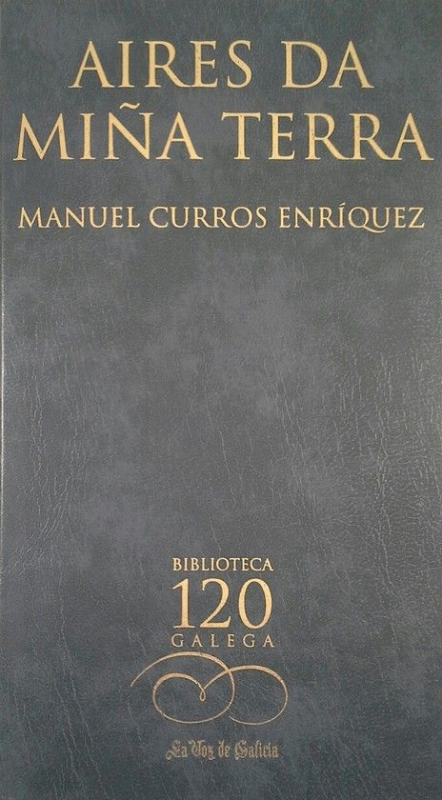 AIRES DA
MIÑA TERRA
MANUEL CURROS ENRÍQUEZ
BIBLIOTECA
120
GALEGA
La Voz de Galicia